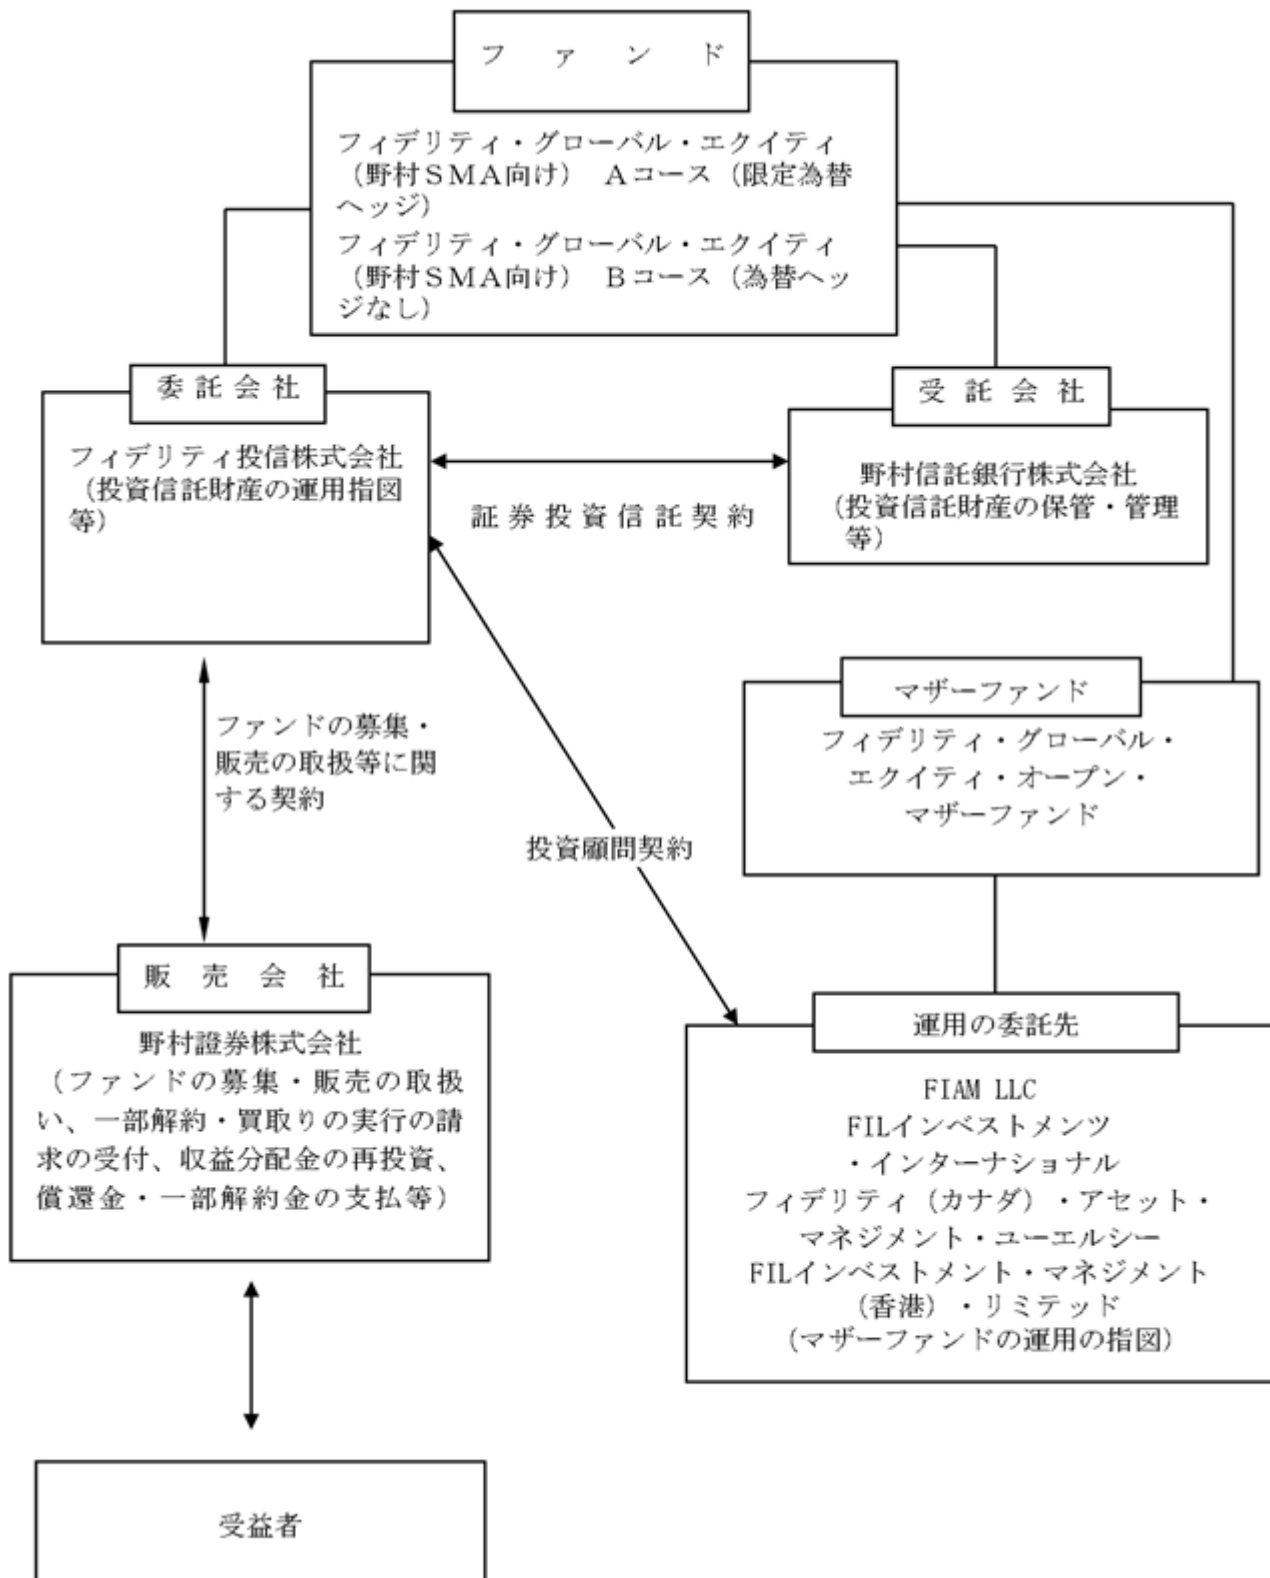 ファンド
フィデリティ・グローバル・エクイティ
（野村ＳＭＡ向け）　Ａコース（限定為替
ヘッジ）
フィデリティ・グローバル・エクイティ
（野村ＳＭＡ向け）　Ｂコース（為替ヘッ
ジなし）
委託会社
フィデリティ投信株式会社
（投資信託財産の運用指図
等）
証券投資信託契約
受託会社
野村信託銀行株式会社
（投資信託財産の保管・管理
等）
ファンドの募集・
販売の取扱等に関
する契約
投資顧問契約
マザーファンド
フィデリティ・グローバル・
エクイティ・オープン・
マザーファンド
販売会社
野村證券株式会社
（ファンドの募集・販売の取扱
い、一部解約・買取りの実行の請
求の受付、収益分配金の再投資、
償還金・一部解約金の支払等）
運用の委託先
FIAM LLC
FILインベストメンツ
・インターナショナル
フィデリティ（カナダ）・アセット・
マネジメント・ユーエルシー
FILインベストメント・マネジメント
（香港）・リミテッド
（マザーファンドの運用の指図）
受益者